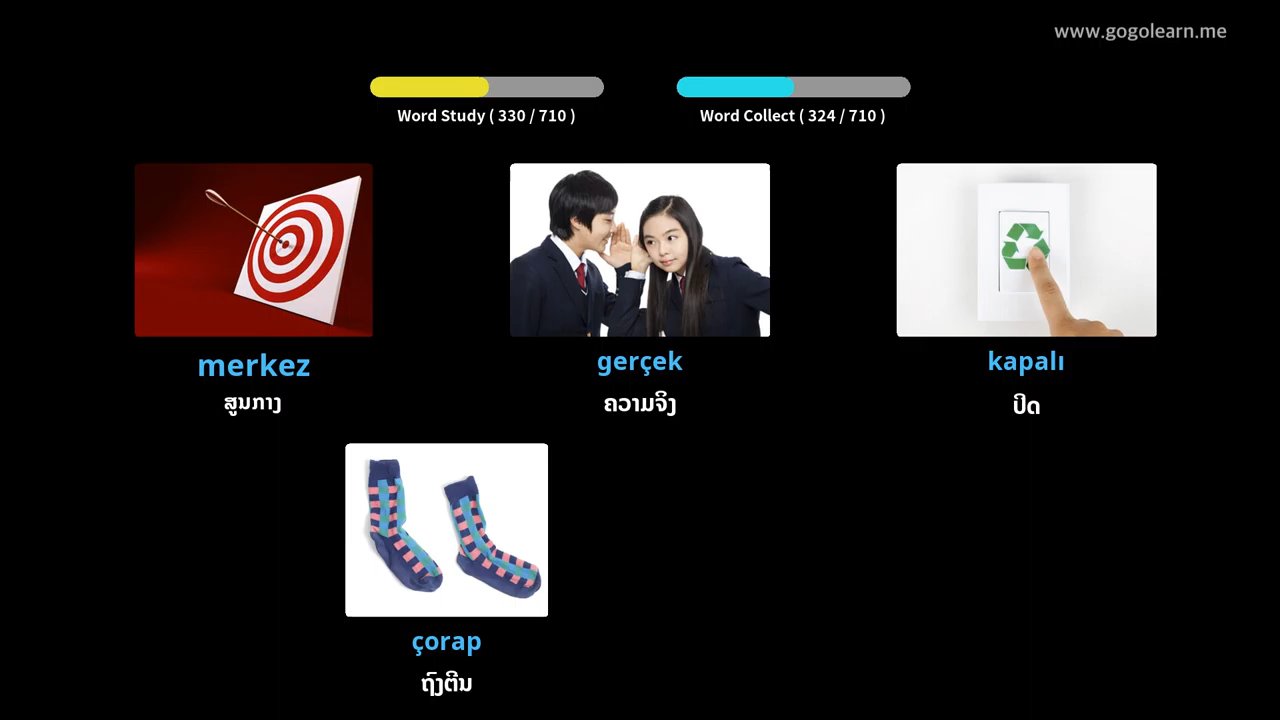 www.gogolearn.me
Word Study ( 330 / 710 )
Word Collect ( 324 / 710 )
merkez
ສູນກາງ
gerçek
ຄວາມຈິງ
kapalı
ປິດ
çorap
ຖົງຕີນ